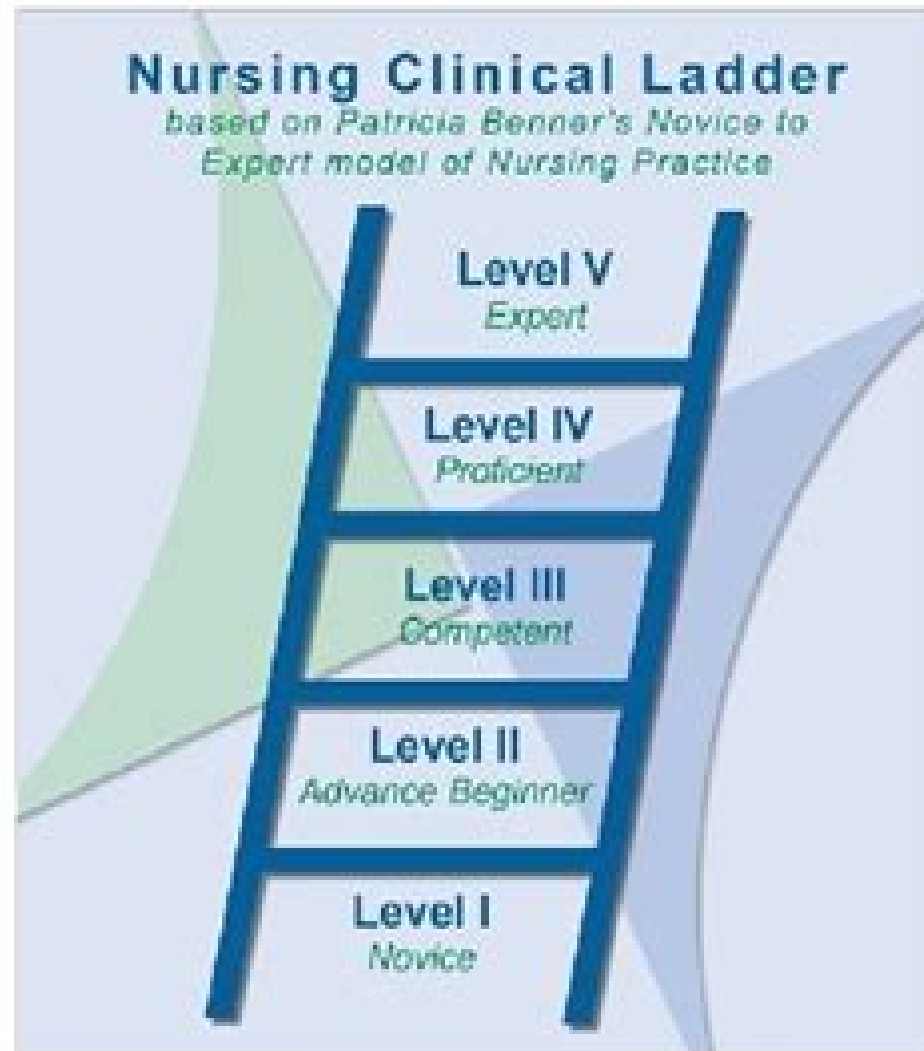 Nursing Clinical Ladder
based on Patricia Benner's Novice to
Expert model of Nursing Practice
Level V
Expert
Level IV
Proficient
Level III
Competent
Level II
Advance Beginner
Level I
Novice